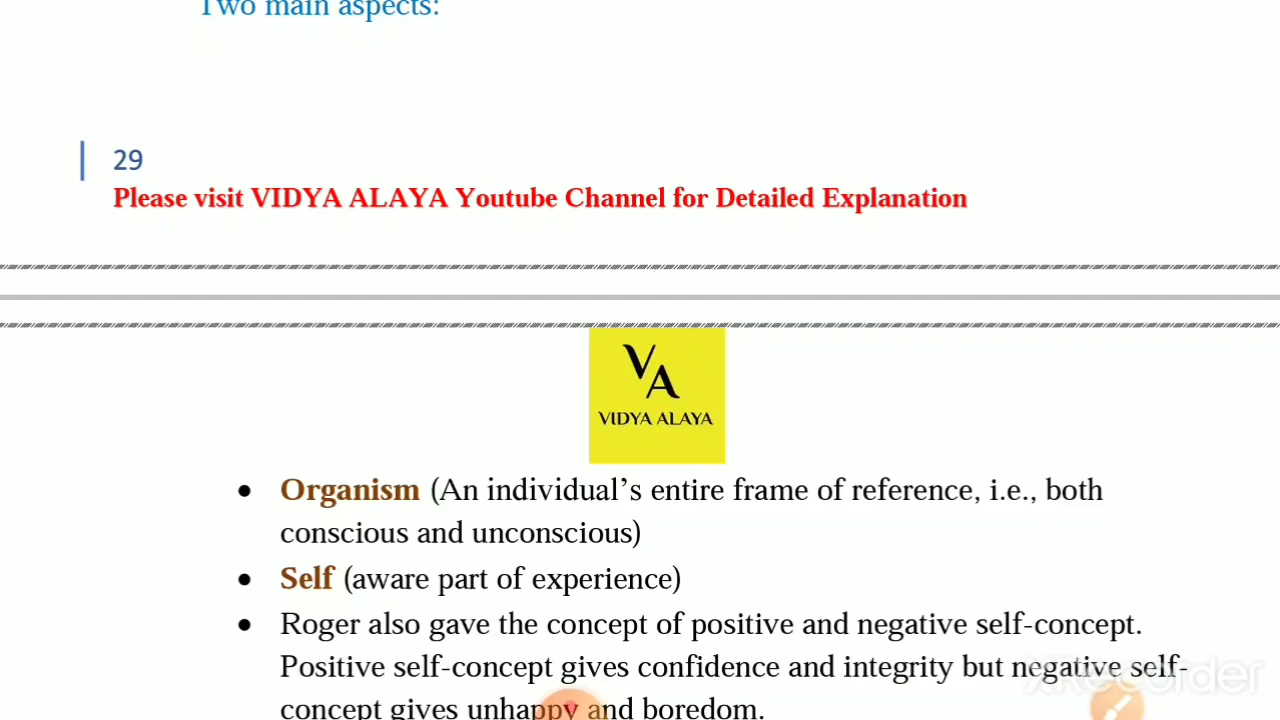 Two main aspects:
29
Please visit VIDYA ALAYA Youtube Channel for Detailed Explanation
VA
VIDYA ALAYA
• Organism (An individual's entire frame of reference, i.e., both
conscious and unconscious)
• Self (aware part of experience)
• Roger also gave the concept of positive and negative self-concept.
Positive self-concept gives confidence and integrity but negative self-
XRecorder
concept gives unhappy and boredom.